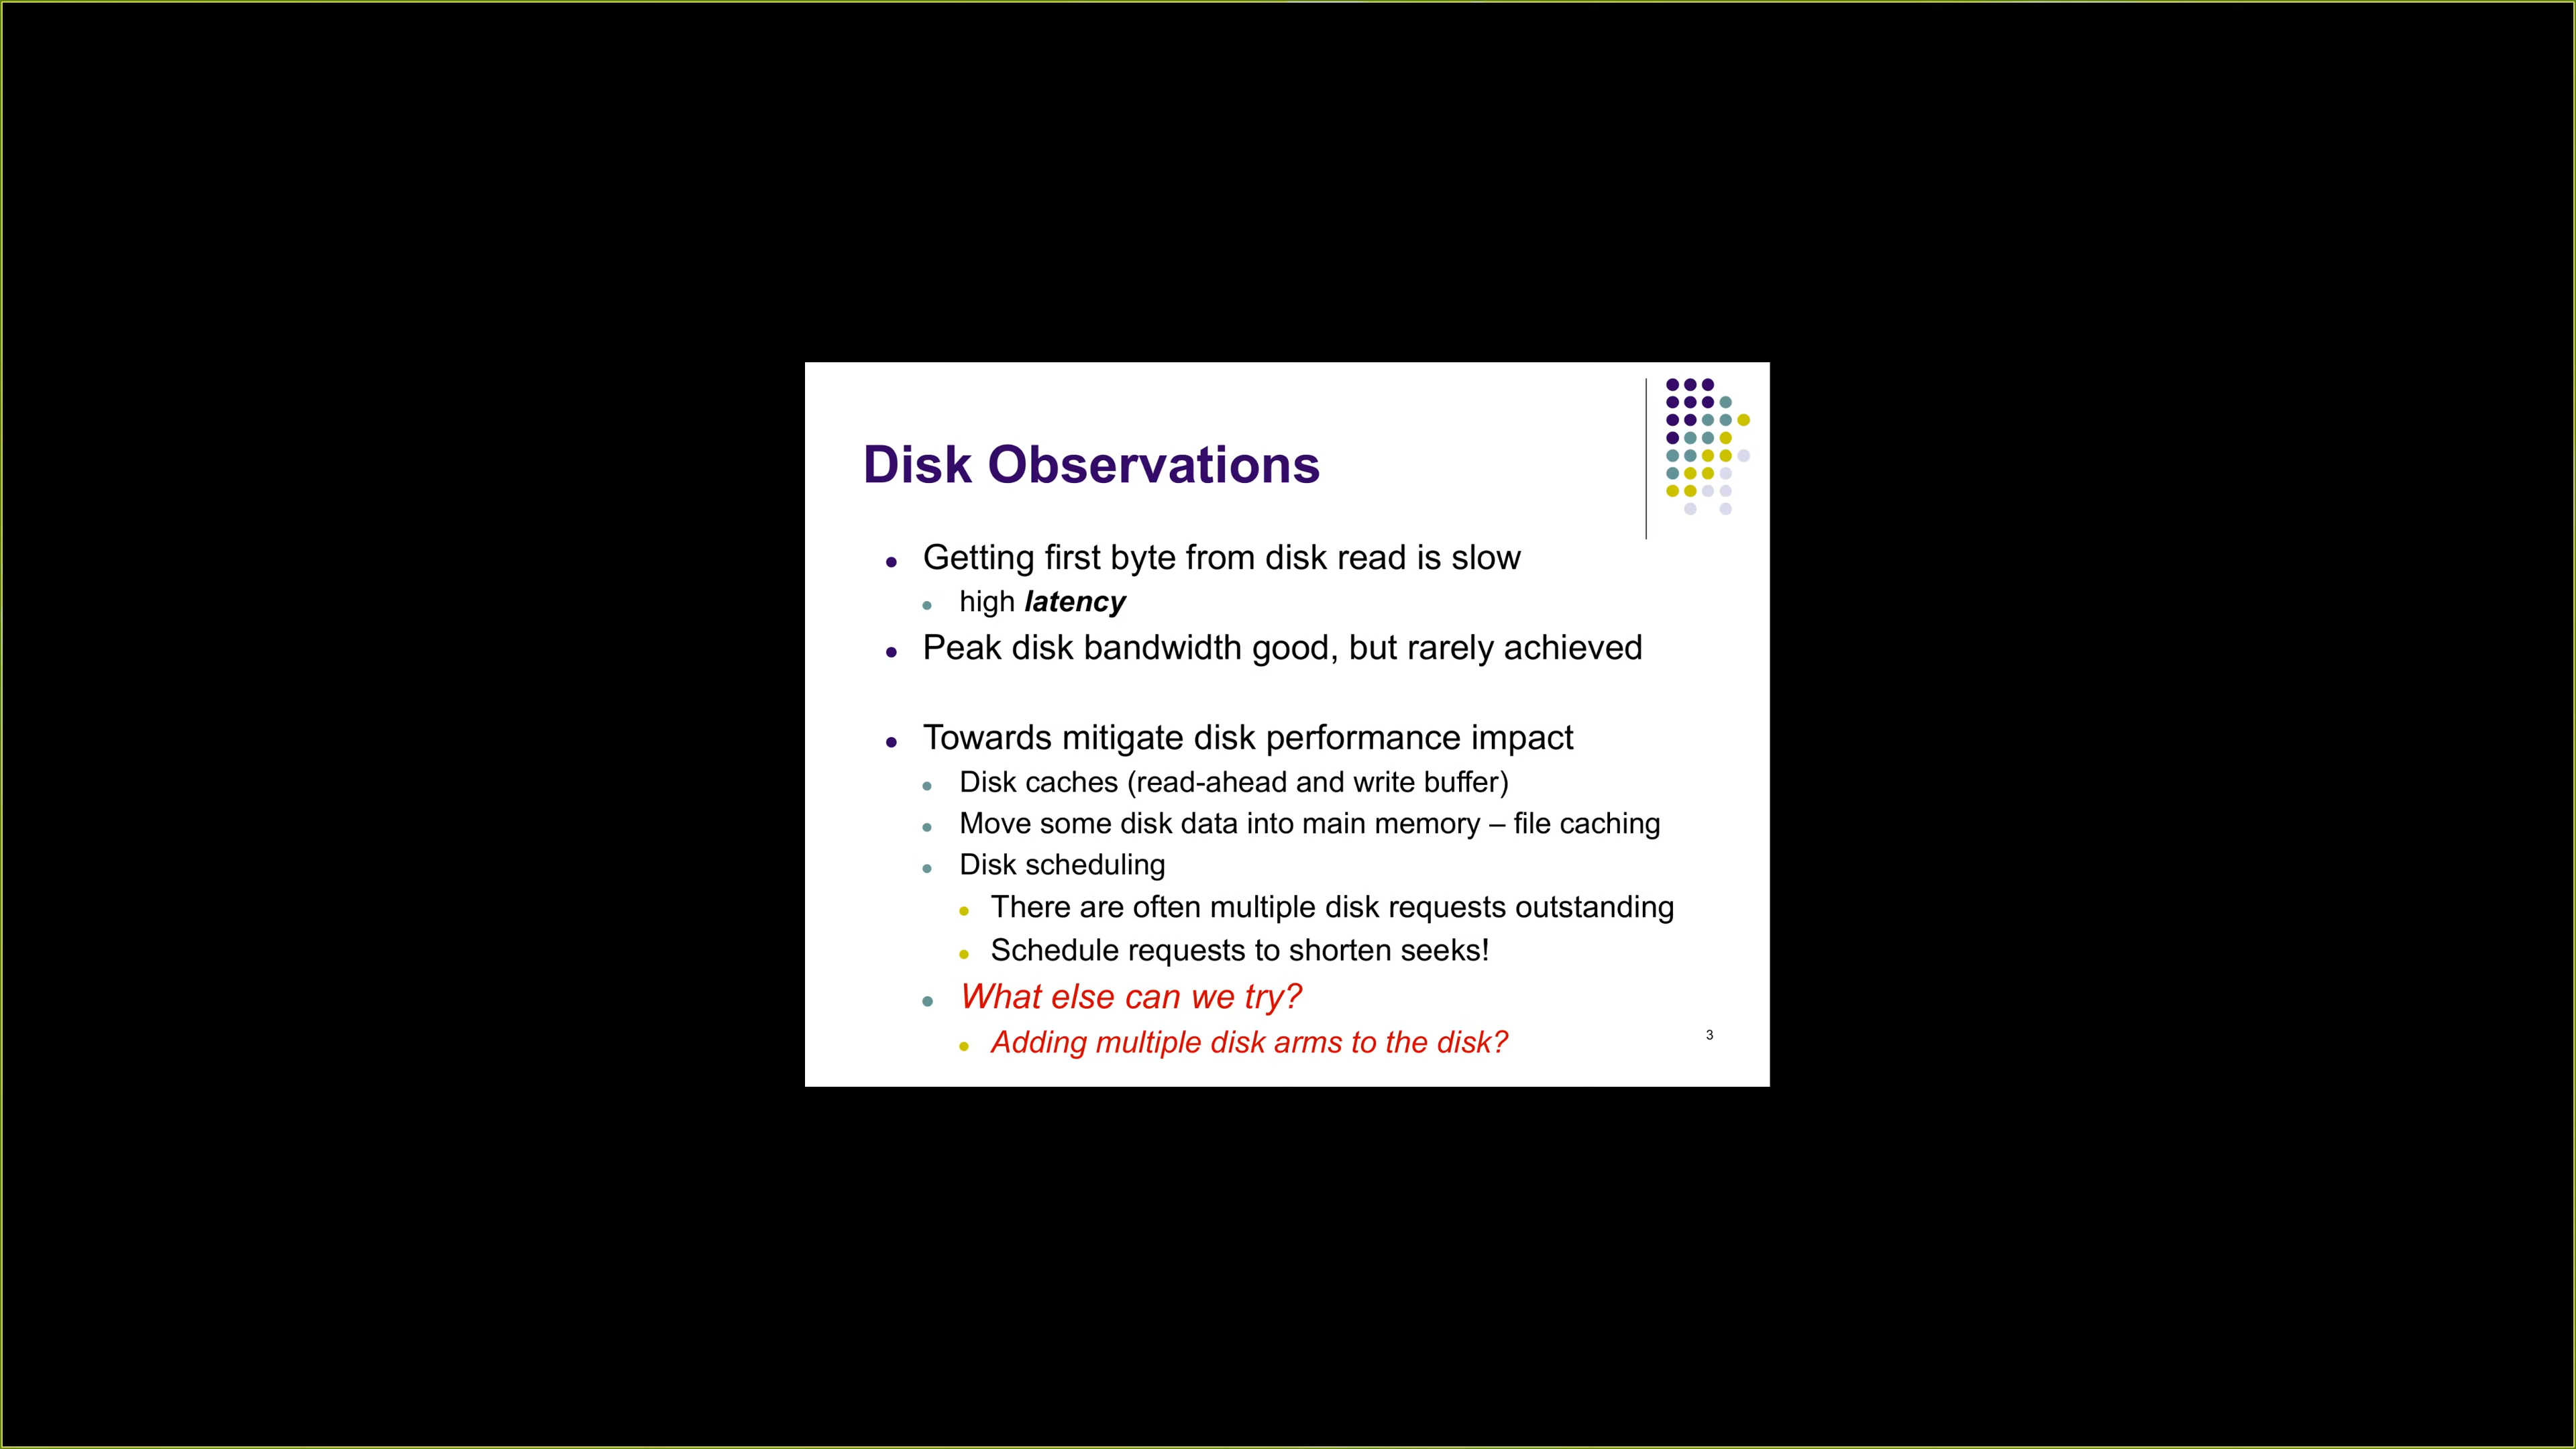 Disk Observations
Getting first byte from disk read is slow
high latency
Peak disk bandwidth good, but rarely achieved
Towards mitigate disk performance impact
Disk caches (read-ahead and write buffer)
Move some disk data into main memory – file caching
Disk scheduling
There are often multiple disk requests outstanding
Schedule requests to shorten seeks!
What else can we try?
Adding multiple disk arms to the disk?
3